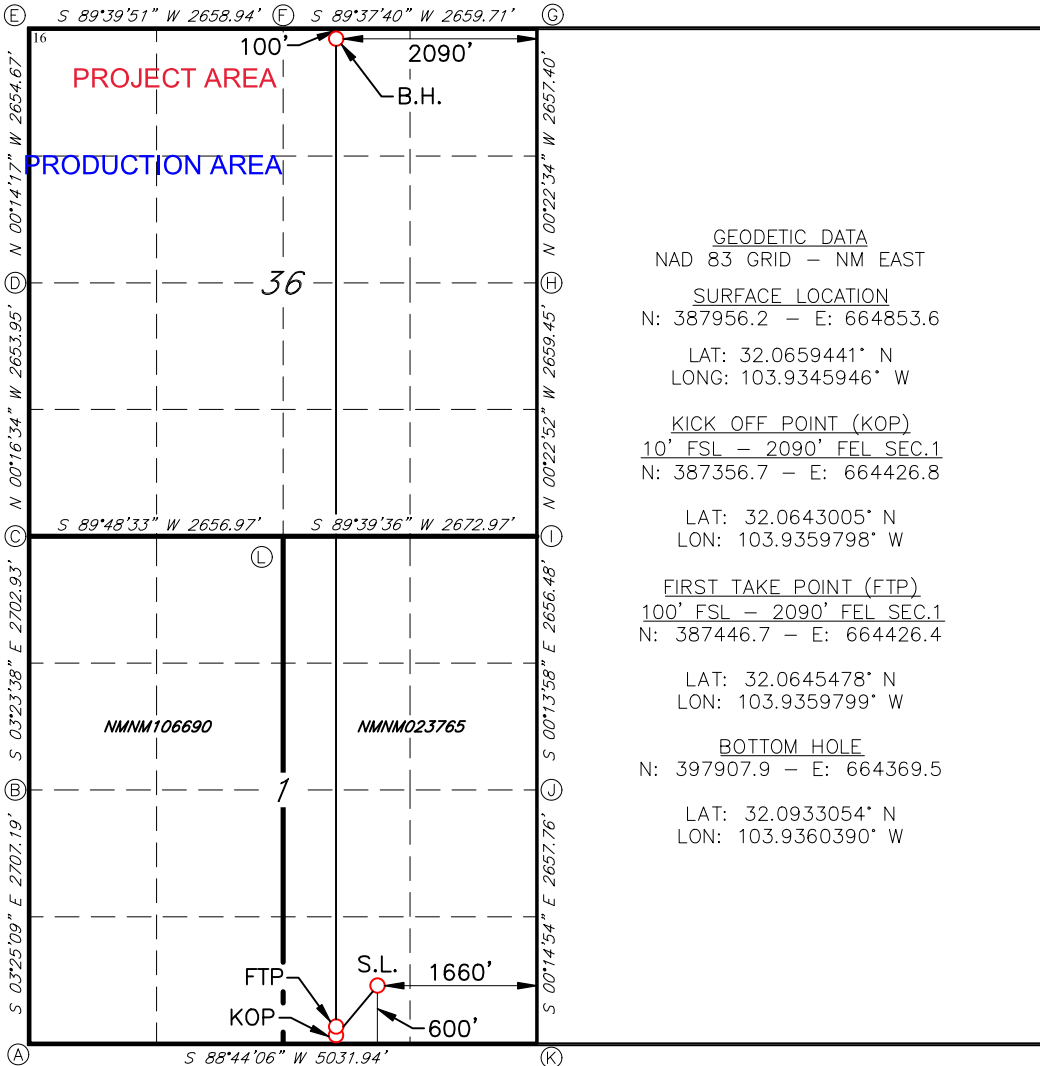 E S 89°39'51" W 2658.94' F S 89°37'40" W 2659.71' G
16
100'
2090'
PROJECT AREA
B.H.
N 00°14'17" W 2654.67'
N 00°22'34" W 2657.40'
PRODUCTION AREA
D
36
H
N 00°16'34" W 2653.95'
N 00°22'52" W 2659.45'
C
S 89°48'33" W 2656.97'
S 89°39'36" W 2672.97'
I
L
S 03°23'38" E 2702.93'
S 00°13'58" E 2656.48'
NMNM106690
NMNM023765
B
1
J
S 03°25'09" E 2707.19'
S 00°14'54" E 2657.76'
FTP
S.L.
1660'
KOP
600'
A
S 88°44'06" W 5031.94'
K
GEODETIC DATA
NAD 83 GRID – NM EAST
SURFACE LOCATION
N: 387956.2 – E: 664853.6
LAT: 32.0659441° N
LONG: 103.9345946° W
KICK OFF POINT (KOP)
10' FSL – 2090' FEL SEC.1
N: 387356.7 – E: 664426.8
LAT: 32.0643005° N
LON: 103.9359798° W
FIRST TAKE POINT (FTP)
100' FSL – 2090' FEL SEC.1
N: 387446.7 – E: 664426.4
LAT: 32.0645478° N
LON: 103.9359799° W
BOTTOM HOLE
N: 397907.9 – E: 664369.5
LAT: 32.0933054° N
LON: 103.9360390° W